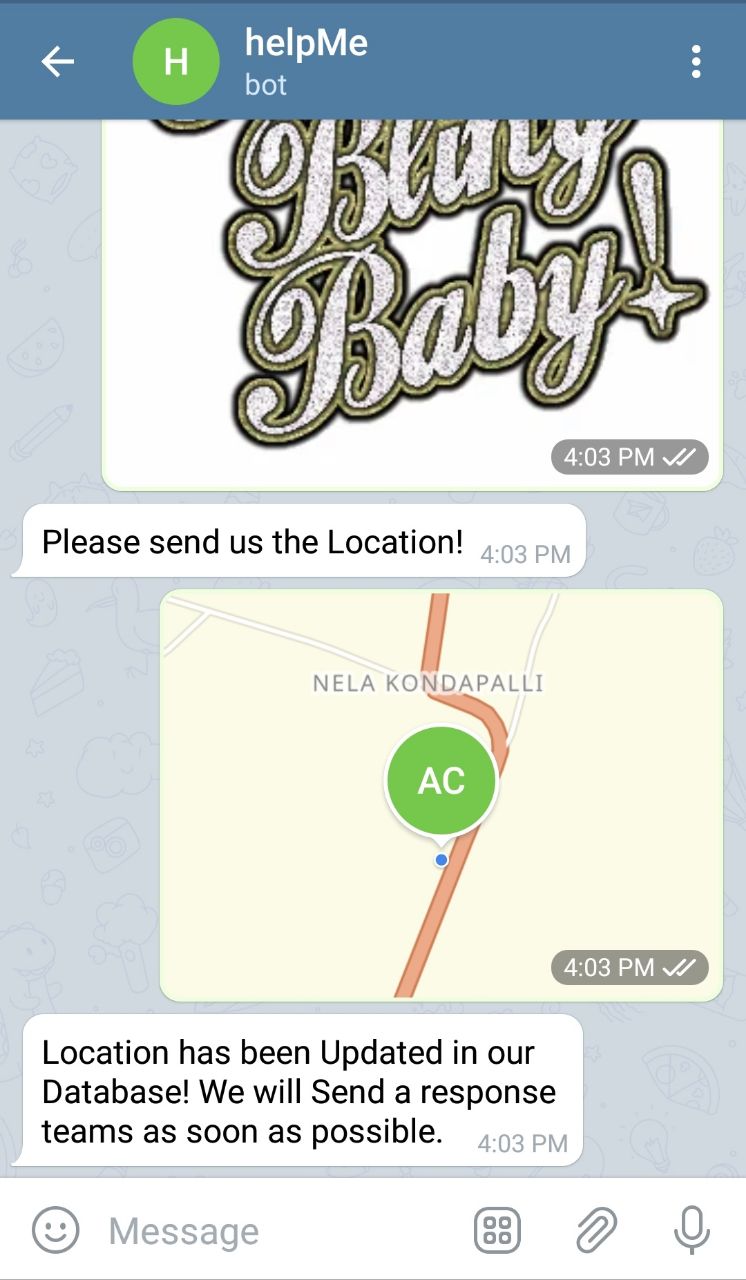 H
helpMe
bot
Bling
Baby!
4:03 PM
Please send us the Location!
4:03 PM
NELA KONDAPALLI
AC
4:03 PM
Location has been Updated in our
Database! We will Send a response
teams as soon as possible.
4:03 PM
Message